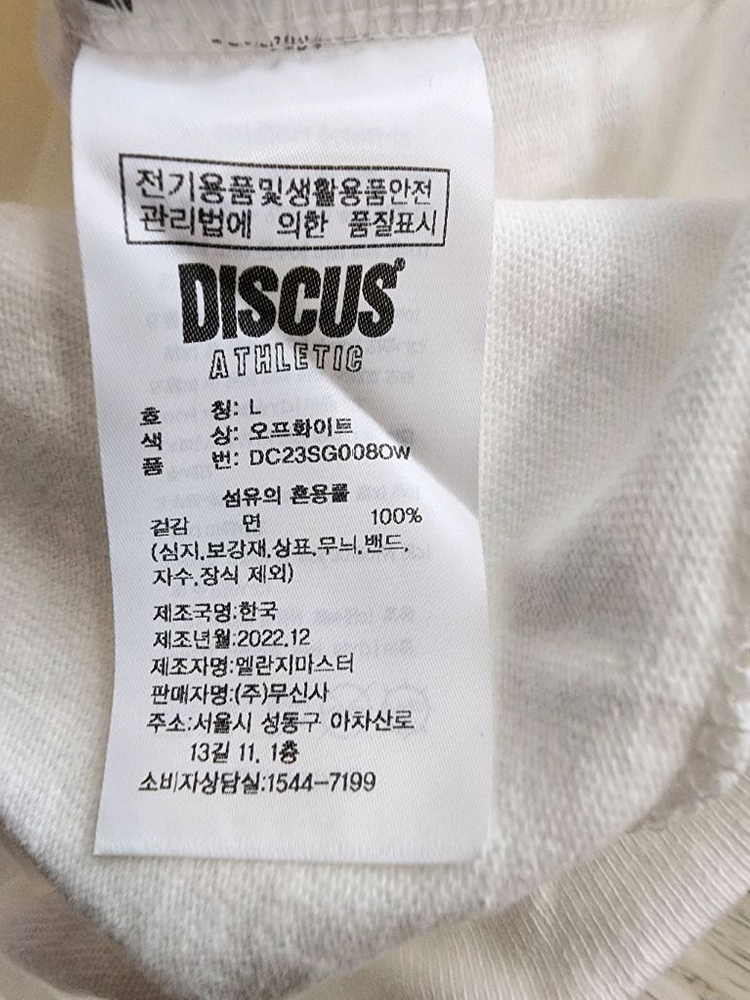 전기용품및생활용품안전
관리법에 의한 품질표시
DISCUS®
ATHLETIC
호 칭: L
색 상: 오프화이트
품 번: DC23SG008OW
섬유의 혼용률
겉감 면 100%
(심지,보강재,상표,무늬,밴드,
자수,장식 제외)
제조국명:한국
제조년월:2022.12
제조자명:엘란지마스터
판매자명:(주)무신사
주소:서울시 성동구 아차산로
13길 11, 1층
소비자상담실:1544-7199